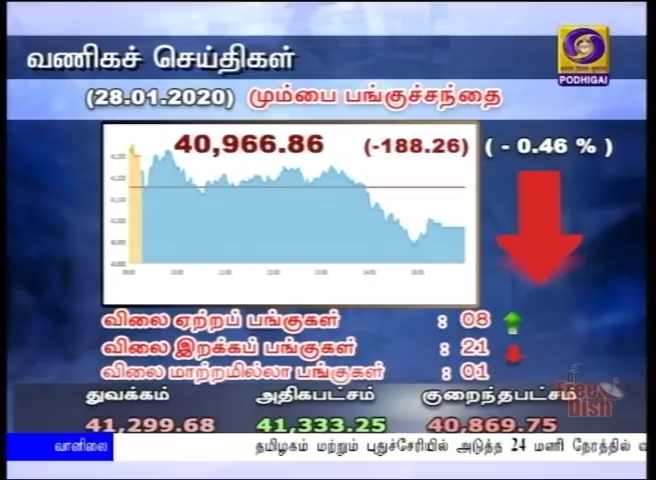 வணிகச் செய்திகள்
PODHIGAI
(28.01.2020) மும்பை பங்குச்சந்தை
40,966.86 (-188.26) ( - 0.46 % )
விலை ஏற்றப் பங்குகள் : 08
விலை இறக்கப் பங்குகள் : 21
விலை மாற்றமில்லா பங்குகள் : 01
துவக்கம் அதிகபட்சம் குறைந்தபட்சம்
Free Dish
41,299.68 41,333.25 40,869.75
வானிலை தமிழகம் மற்றும் புதுச்சேரியில் அடுத்த 24 மணி நேரத்தில்